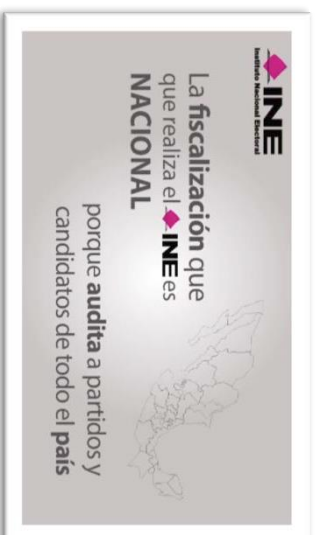 INE
Instituto Nacional Electoral
La fiscalización que
que realiza el INE es
NACIONAL
porque audita a partidos y
candidatos de todo el país